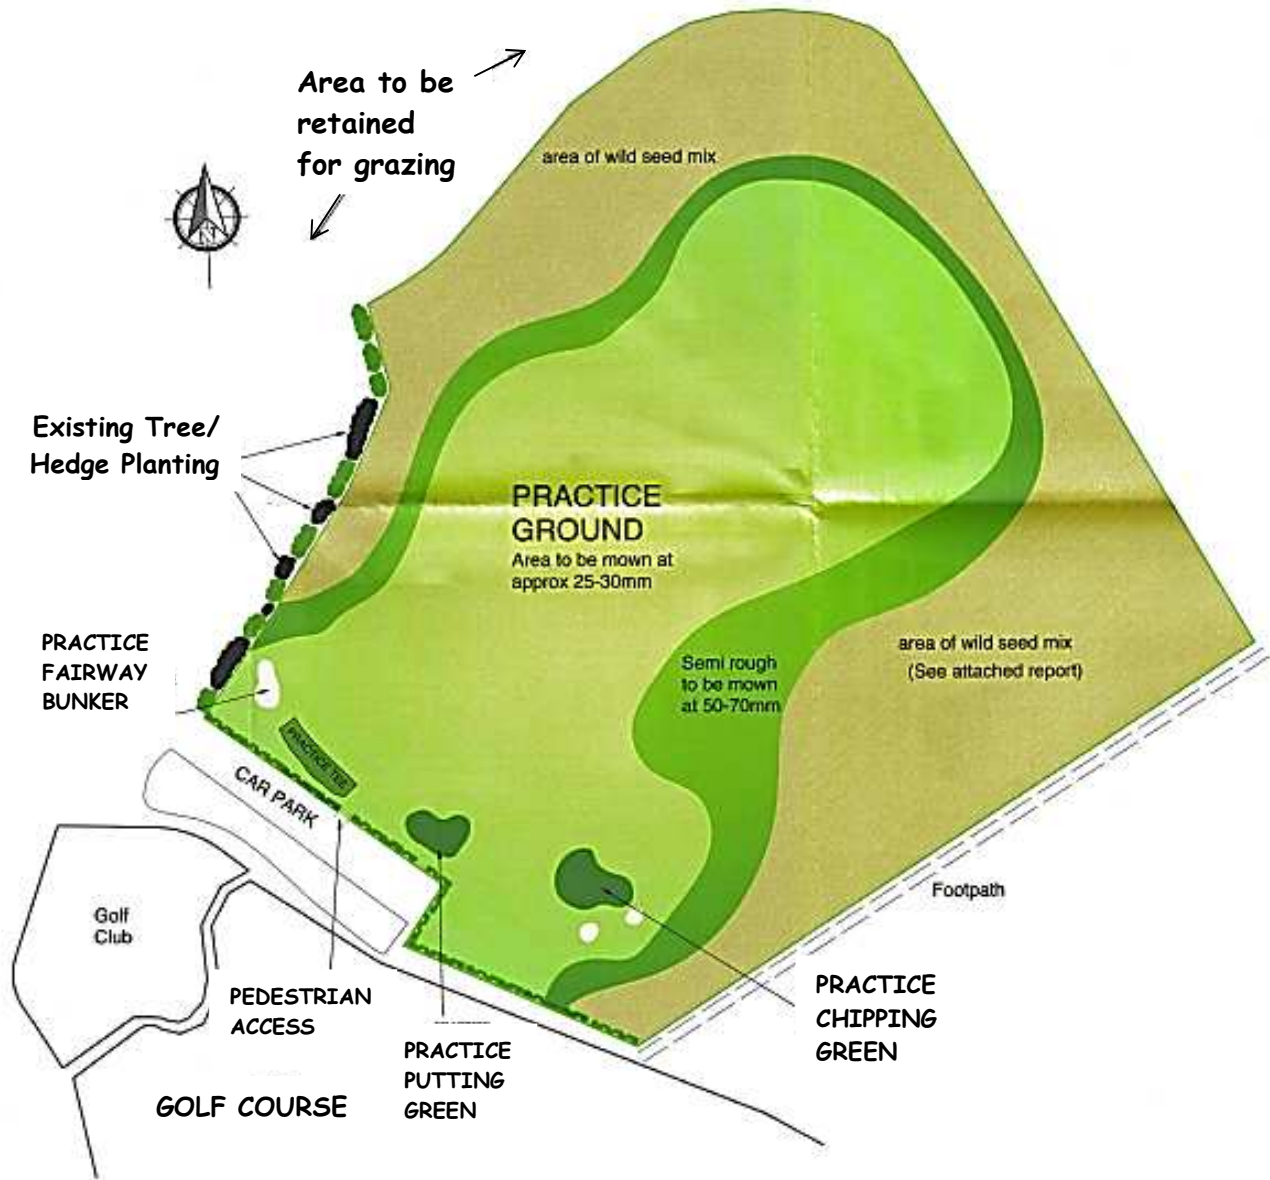 Area to be
retained
for grazing
area of wild seed mix
N
Existing Tree/
Hedge Planting
PRACTICE
GROUND
Area to be mown at
approx 25-30mm
PRACTICE
FAIRWAY
BUNKER
Semi rough
to be mown
at 50-70mm
area of wild seed mix
(See attached report)
PRACTICE TEE
CAR PARK
Golf
Club
Footpath
PEDESTRIAN
ACCESS
PRACTICE
CHIPPING
GREEN
PRACTICE
PUTTING
GREEN
GOLF COURSE